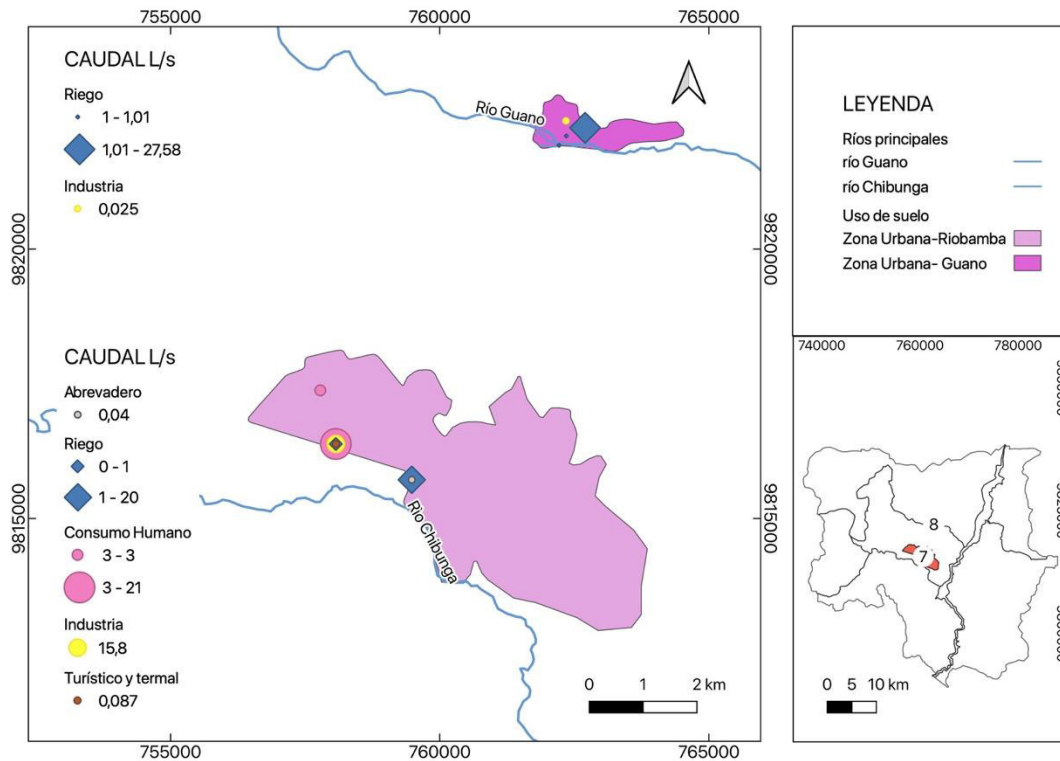 755000
760000
765000
CAUDAL L/s
Riego
1 - 1,01
1,01 - 27,58
Industria
0,025
Río Guano
9820000
9820000
CAUDAL L/s
Abrevadero
0,04
Riego
0 - 1
1 - 20
Consumo Humano
3 - 3
3 - 21
Industria
15,8
Turístico y termal
0,087
9815000
9815000
Río Chibunga
0 1 2 km
755000
760000
765000
LEYENDA
Ríos principales
río Guano
río Chibunga
Uso de suelo
Zona Urbana-Riobamba
Zona Urbana- Guano
740000
760000
780000
8
7
0 5 10 km